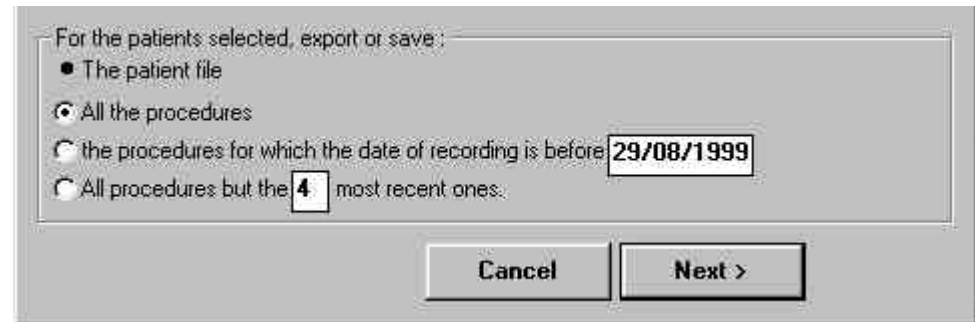 For the patients selected, export or save :
The patient file
All the procedures
the procedures for which the date of recording is before 29/08/1999
All procedures but the 4 most recent ones.
Cancel Next >